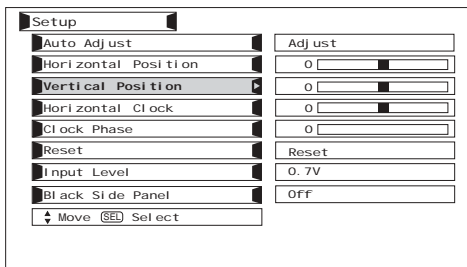 Setup
Auto Adjust Adjust
Horizontal Position 0
Vertical Position 0
Horizontal Clock 0
Clock Phase 0
Reset Reset
Input Level 0.7V
Black Side Panel Off
Move SEL Select